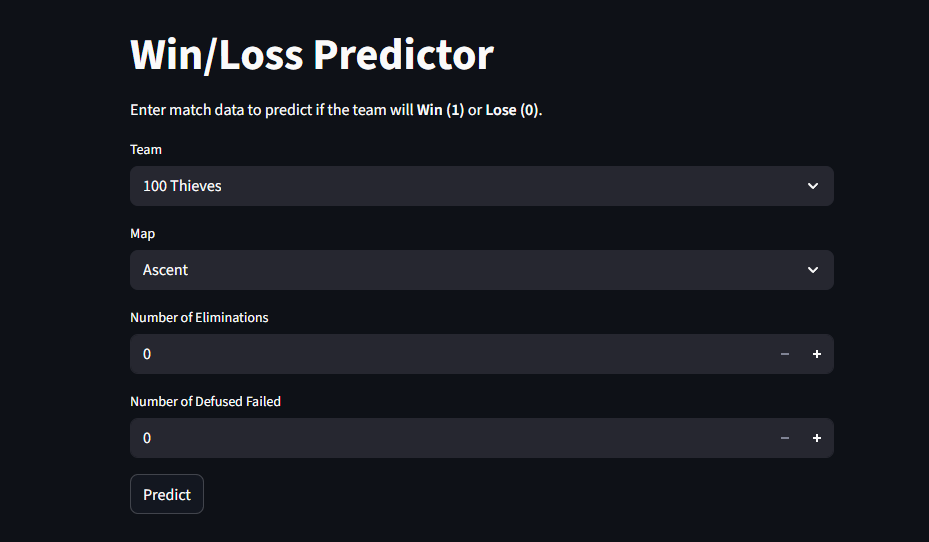 Win/Loss Predictor
Enter match data to predict if the team will Win (1) or Lose (0).
Team
100 Thieves
Map
Ascent
Number of Eliminations
0
Number of Defused Failed
0
Predict